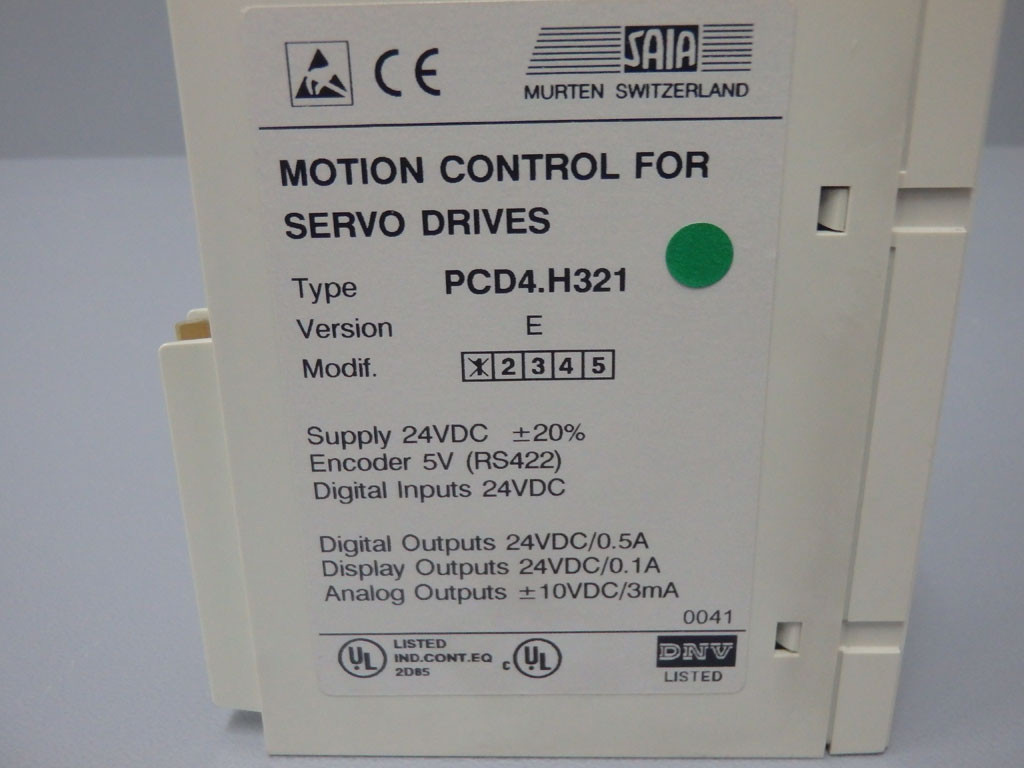 CE
SAIA
MURTEN SWITZERLAND
MOTION CONTROL FOR
SERVO DRIVES
Type PCD4.H321
Version E
Modif. 1 2 3 4 5
Supply 24VDC ±20%
Encoder 5V (RS422)
Digital Inputs 24VDC
Digital Outputs 24VDC/0.5A
Display Outputs 24VDC/0.1A
Analog Outputs ±10VDC/3mA
0041
UL LISTED
IND.CONT.EQ
2D85
c UL
DNV
LISTED